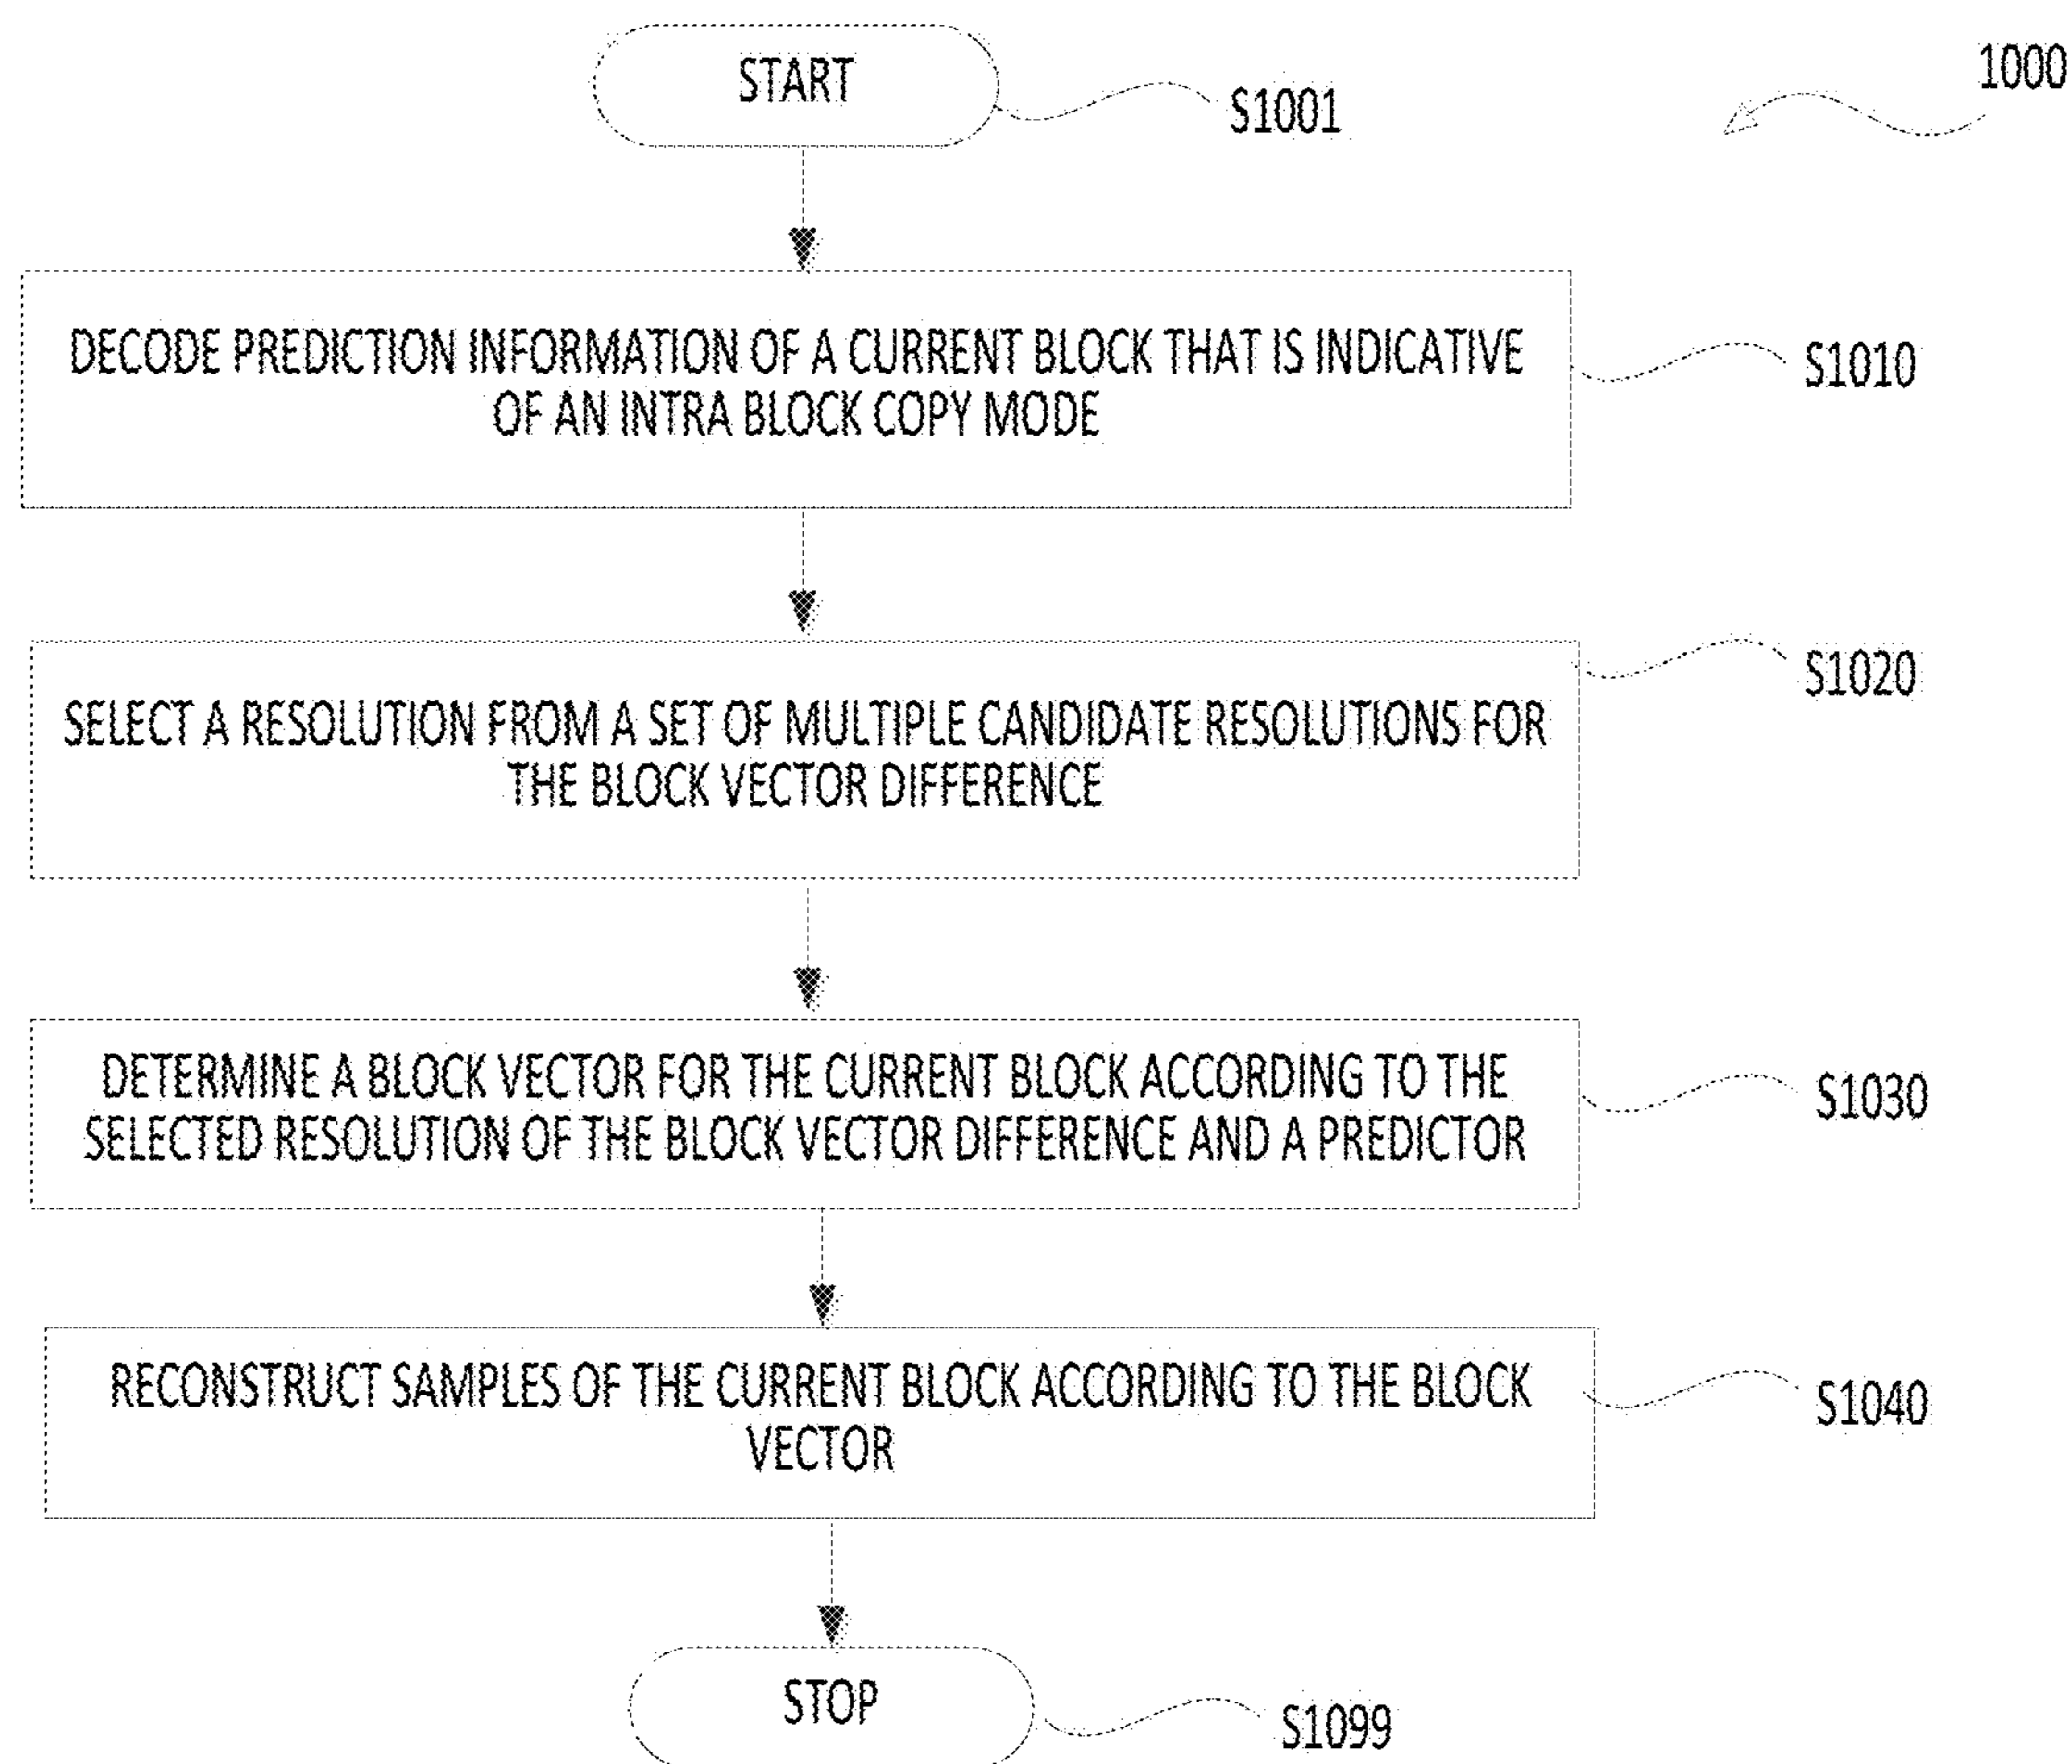 START
S1001
1000
DECODE PREDICTION INFORMATION OF A CURRENT BLOCK THAT IS INDICATIVE
OF AN INTRA BLOCK COPY MODE
S1010
SELECT A RESOLUTION FROM A SET OF MULTIPLE CANDIDATE RESOLUTIONS FOR
THE BLOCK VECTOR DIFFERENCE
S1020
DETERMINE A BLOCK VECTOR FOR THE CURRENT BLOCK ACCORDING TO THE
SELECTED RESOLUTION OF THE BLOCK VECTOR DIFFERENCE AND A PREDICTOR
S1030
RECONSTRUCT SAMPLES OF THE CURRENT BLOCK ACCORDING TO THE BLOCK
VECTOR
S1040
STOP
S1099